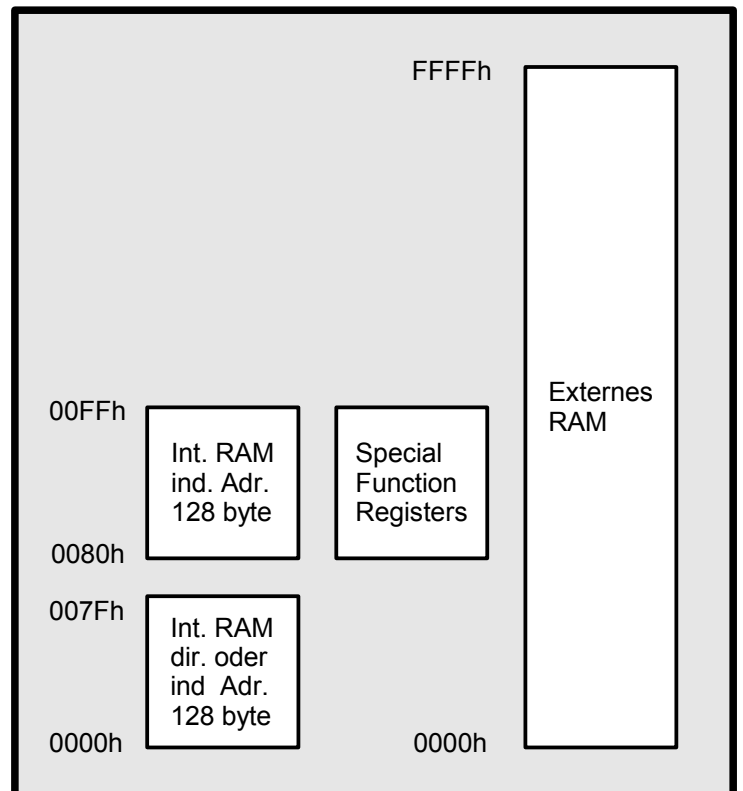 FFFFh
Externes
RAM
00FFh
Int. RAM
ind. Adr.
128 byte
Special
Function
Registers
0080h
007Fh
Int. RAM
dir. oder
ind Adr.
128 byte
0000h
0000h